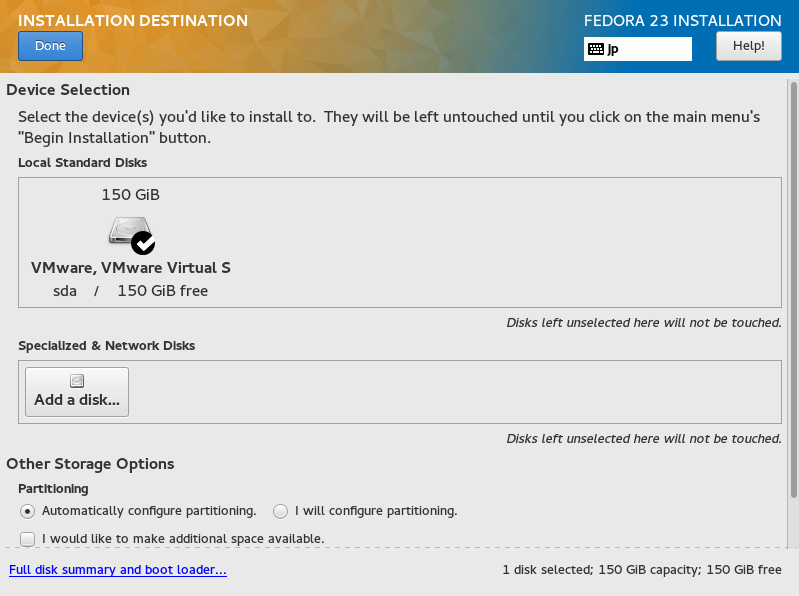 INSTALLATION DESTINATION
FEDORA 23 INSTALLATION
Done
jp
Help!
Device Selection
Select the device(s) you'd like to install to.  They will be left untouched until you click on the main menu's
"Begin Installation" button.
Local Standard Disks
150 GiB
VMware, VMware Virtual S
sda / 150 GiB free
Disks left unselected here will not be touched.
Specialized & Network Disks
Add a disk...
Disks left unselected here will not be touched.
Other Storage Options
Partitioning
Automatically configure partitioning. I will configure partitioning.
I would like to make additional space available.
Full disk summary and boot loader... 1 disk selected; 150 GiB capacity; 150 GiB free